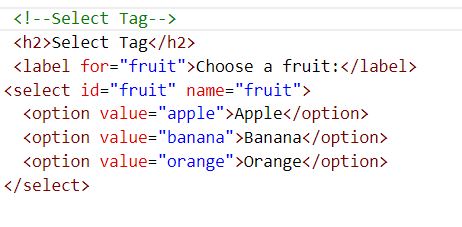 <!--Select Tag-->
<h2>Select Tag</h2>
<label for="fruit">Choose a fruit:</label>
<select id="fruit" name="fruit">
<option value="apple">Apple</option>
<option value="banana">Banana</option>
<option value="orange">Orange</option>
</select>